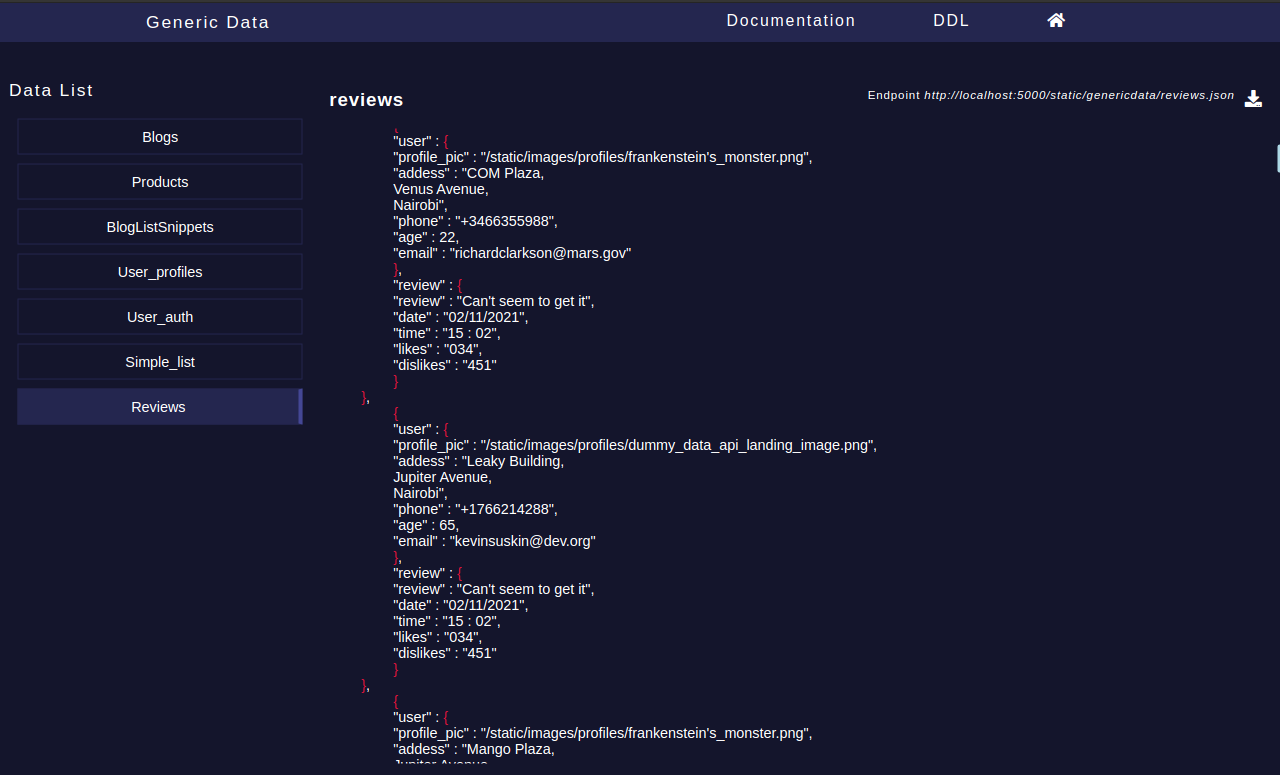 Generic Data
Documentation
DDL
Data List
Blogs
Products
BlogListSnippets
User_profiles
User_auth
Simple_list
Reviews
reviews
Endpoint http://localhost:5000/static/genericdata/reviews.json
{
"user" : {
"profile_pic" : "/static/images/profiles/frankenstein's_monster.png",
"addess" : "COM Plaza,
Venus Avenue,
Nairobi",
"phone" : "+3466355988",
"age" : 22,
"email" : "richardclarkson@mars.gov"
},
"review" : {
"review" : "Can't seem to get it",
"date" : "02/11/2021",
"time" : "15 : 02",
"likes" : "034",
"dislikes" : "451"
}
},
{
"user" : {
"profile_pic" : "/static/images/profiles/dummy_data_api_landing_image.png",
"addess" : "Leaky Building,
Jupiter Avenue,
Nairobi",
"phone" : "+1766214288",
"age" : 65,
"email" : "kevinsuskin@dev.org"
},
"review" : {
"review" : "Can't seem to get it",
"date" : "02/11/2021",
"time" : "15 : 02",
"likes" : "034",
"dislikes" : "451"
}
},
{
"user" : {
"profile_pic" : "/static/images/profiles/frankenstein's_monster.png",
"addess" : "Mango Plaza,
Jupiter Avenue,